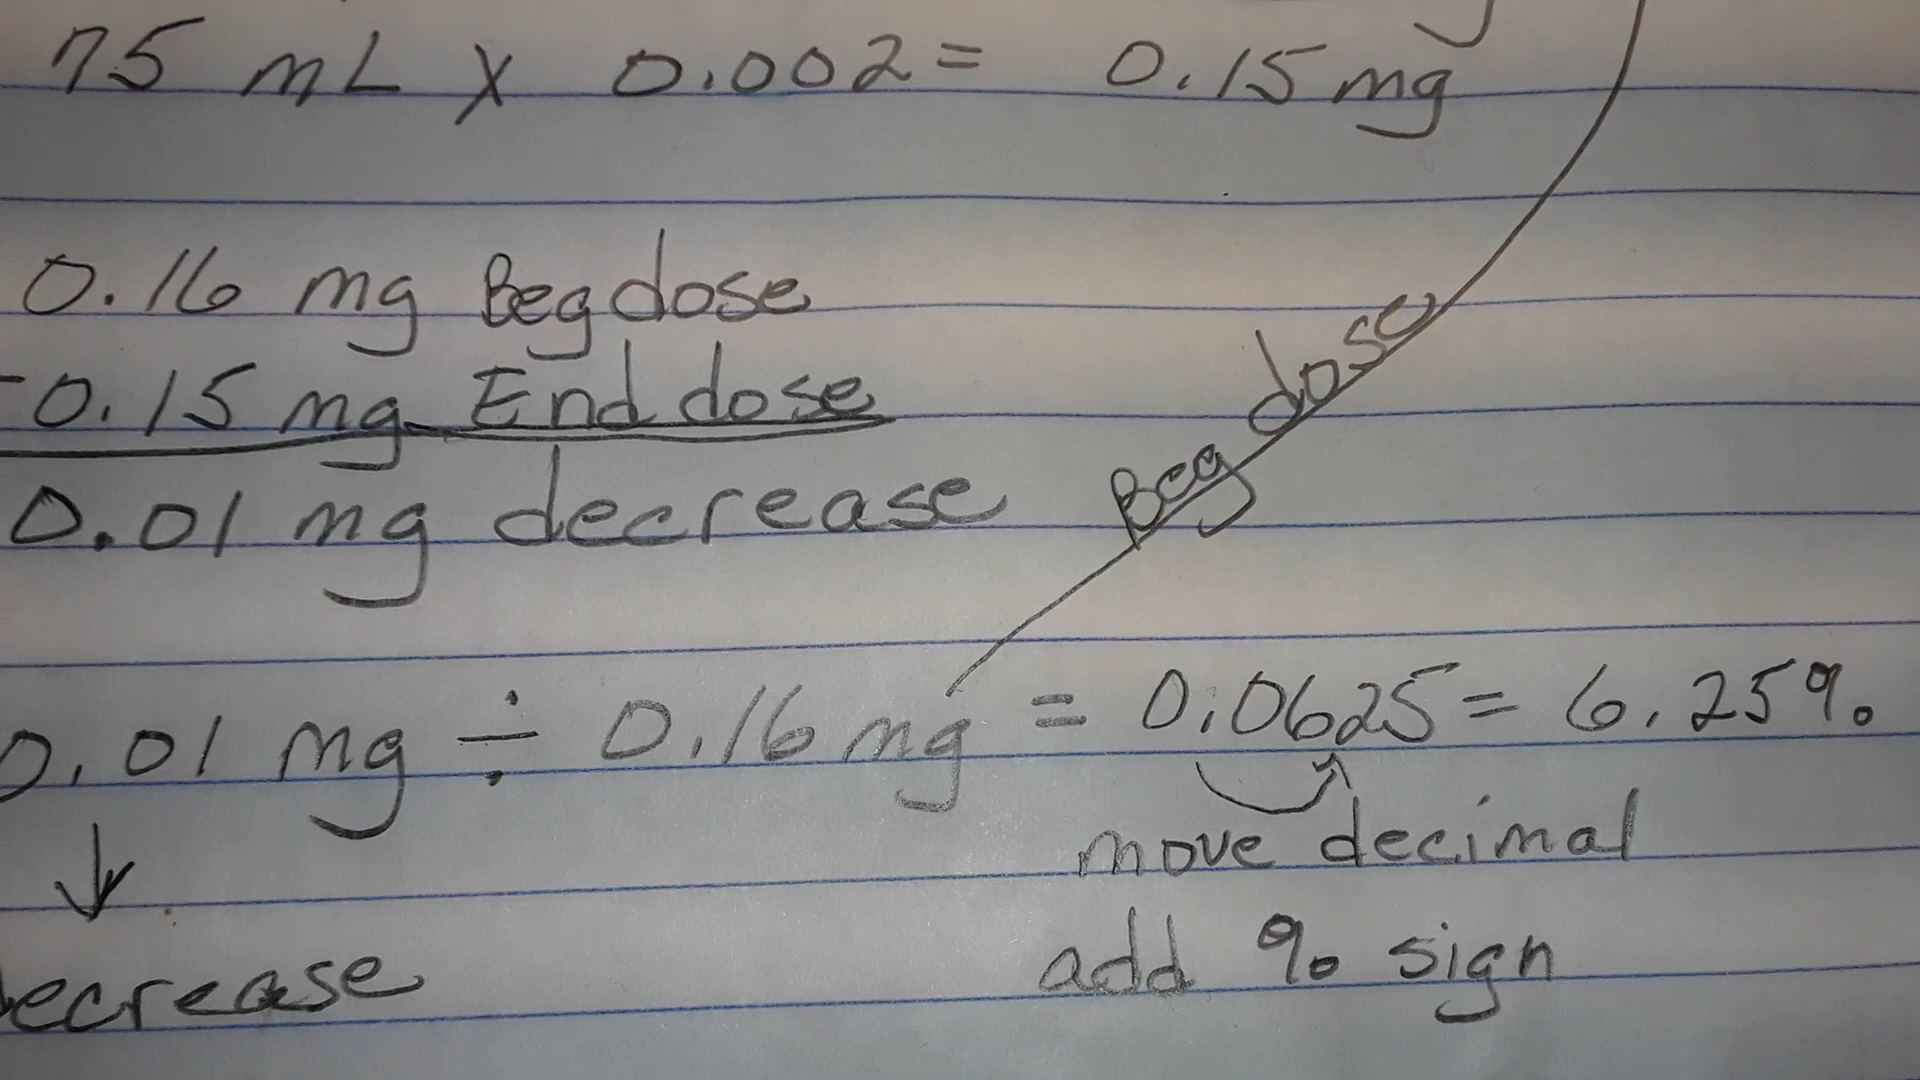 75 mL x 0.002 = 0.15 mg
0.16 mg Beg dose
-0.15 mg End dose
0.01 mg decrease
Beg dose
0.01 mg ÷ 0.16 mg = 0.0625 = 6.25%
move decimal
add % sign
ecrease